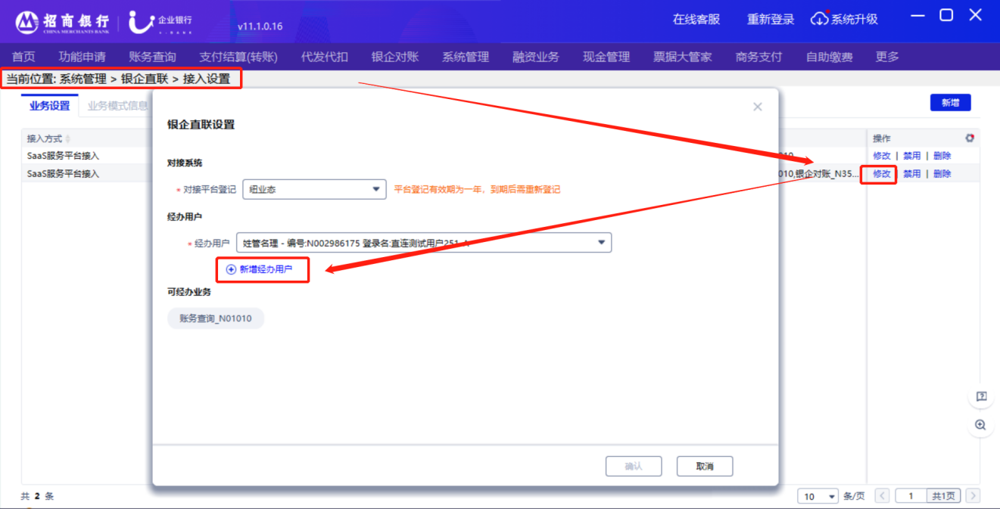 招商银行 企业银行
CHINA MERCHANTS BANK U-BANK v11.1.0.16 在线客服 重新登录 系统升级
首页 功能申请 账务查询 支付结算(转账) 代发代扣 银企对账 系统管理 融资业务 现金管理 票据大管家 商务支付 自助缴费 更多
当前位置: 系统管理 > 银企直联 > 接入设置
业务设置 业务模式信息 新增
银企直联设置
接入方式 操作
SaaS服务平台接入 010 修改 | 禁用 | 删除
对接系统
SaaS服务平台接入 010,银企对账_N35... 修改 | 禁用 | 删除
* 对接平台登记 纽业态 平台登记有效期为一年，到期后需重新登记
经办用户
* 经办用户 姓管名理 - 编号:N002986175 登录名:直连测试用户251
新增经办用户
可经办业务
账务查询_N01010
确认 取消
共 2 条 10 条/页 1 共1页